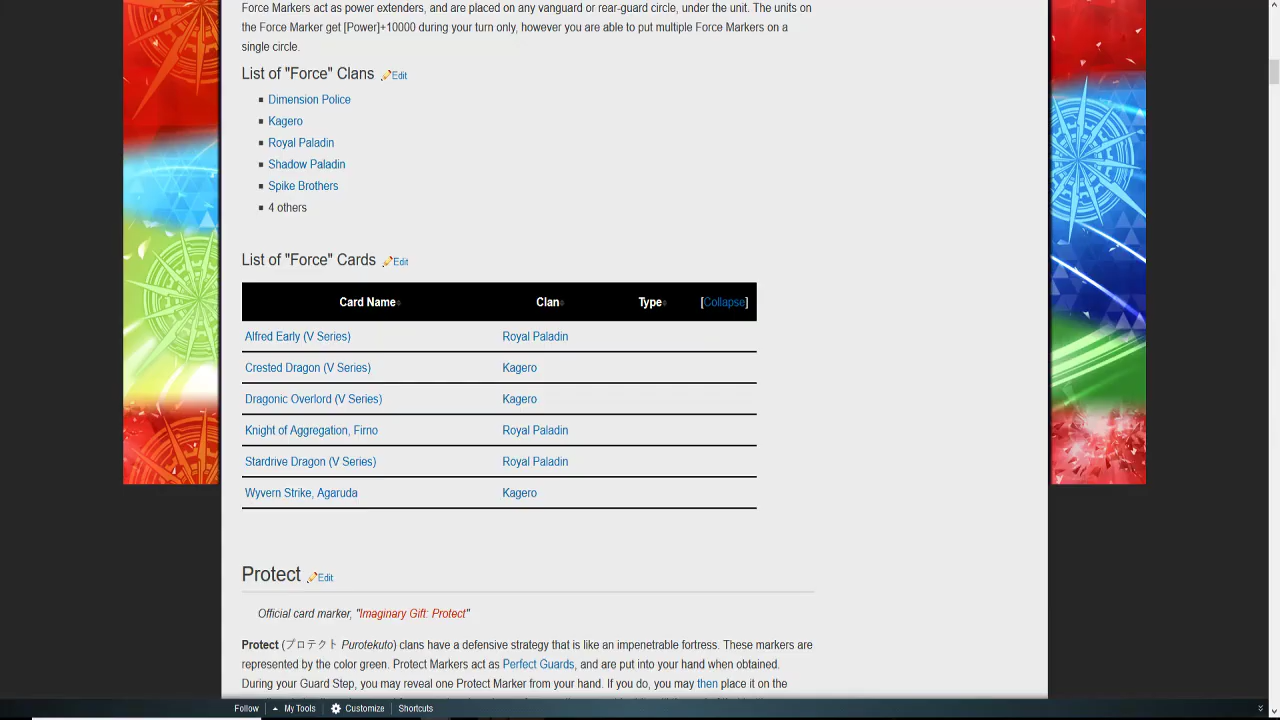 Force Markers act as power extenders, and are placed on any vanguard or rear-guard circle, under the unit. The units on
the Force Marker get [Power]+10000 during your turn only, however you are able to put multiple Force Markers on a
single circle.
List of "Force" Clans Edit
Dimension Police
Kagero
Royal Paladin
Shadow Paladin
Spike Brothers
4 others
List of "Force" Cards Edit
Card Name Clan Type [Collapse]
Alfred Early (V Series) Royal Paladin
Crested Dragon (V Series) Kagero
Dragonic Overlord (V Series) Kagero
Knight of Aggregation, Firno Royal Paladin
Stardrive Dragon (V Series) Royal Paladin
Wyvern Strike, Agaruda Kagero
Protect Edit
Official card marker, "Imaginary Gift: Protect"
Protect (プロテクト Purotekuto) clans have a defensive strategy that is like an impenetrable fortress. These markers are
represented by the color green. Protect Markers act as Perfect Guards, and are put into your hand when obtained.
During your Guard Step, you may reveal one Protect Marker from your hand. If you do, you may then place it on the
Follow My Tools Customize Shortcuts